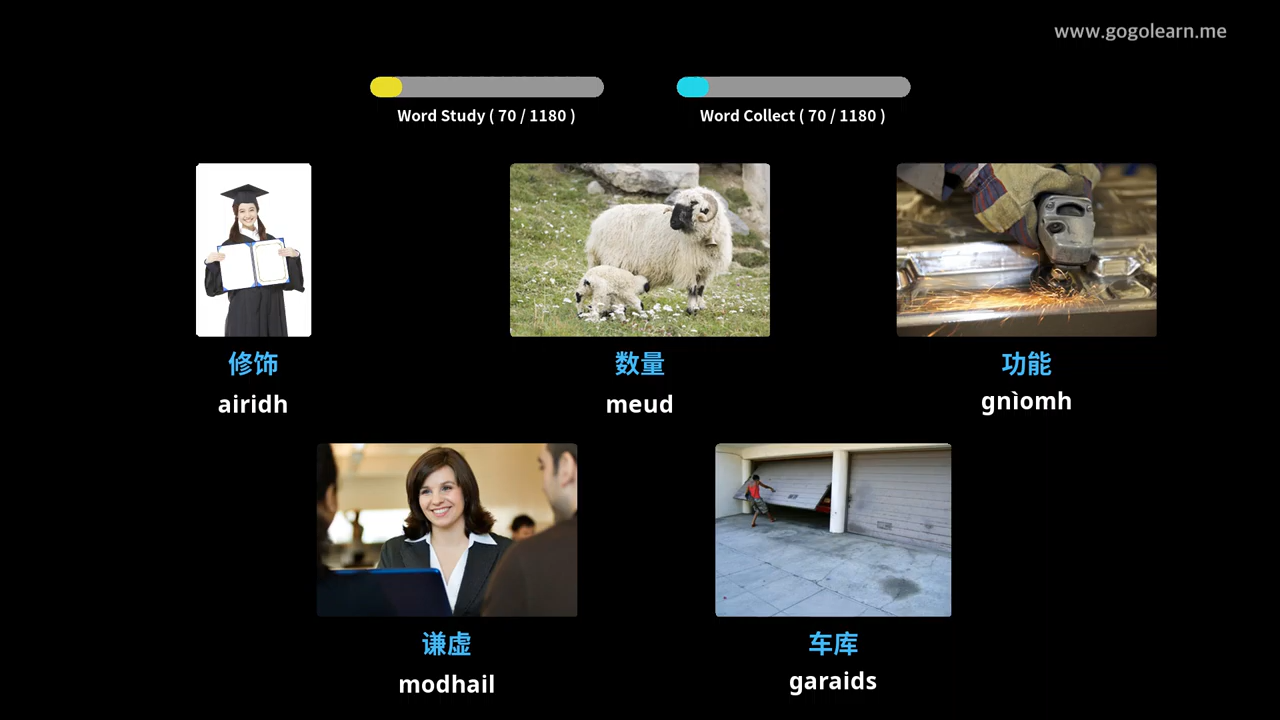 www.gogolearn.me
Word Study ( 70 / 1180 )
Word Collect ( 70 / 1180 )
修饰
数量
功能
airidh
meud
gnìomh
谦虚
车库
modhail
garaids